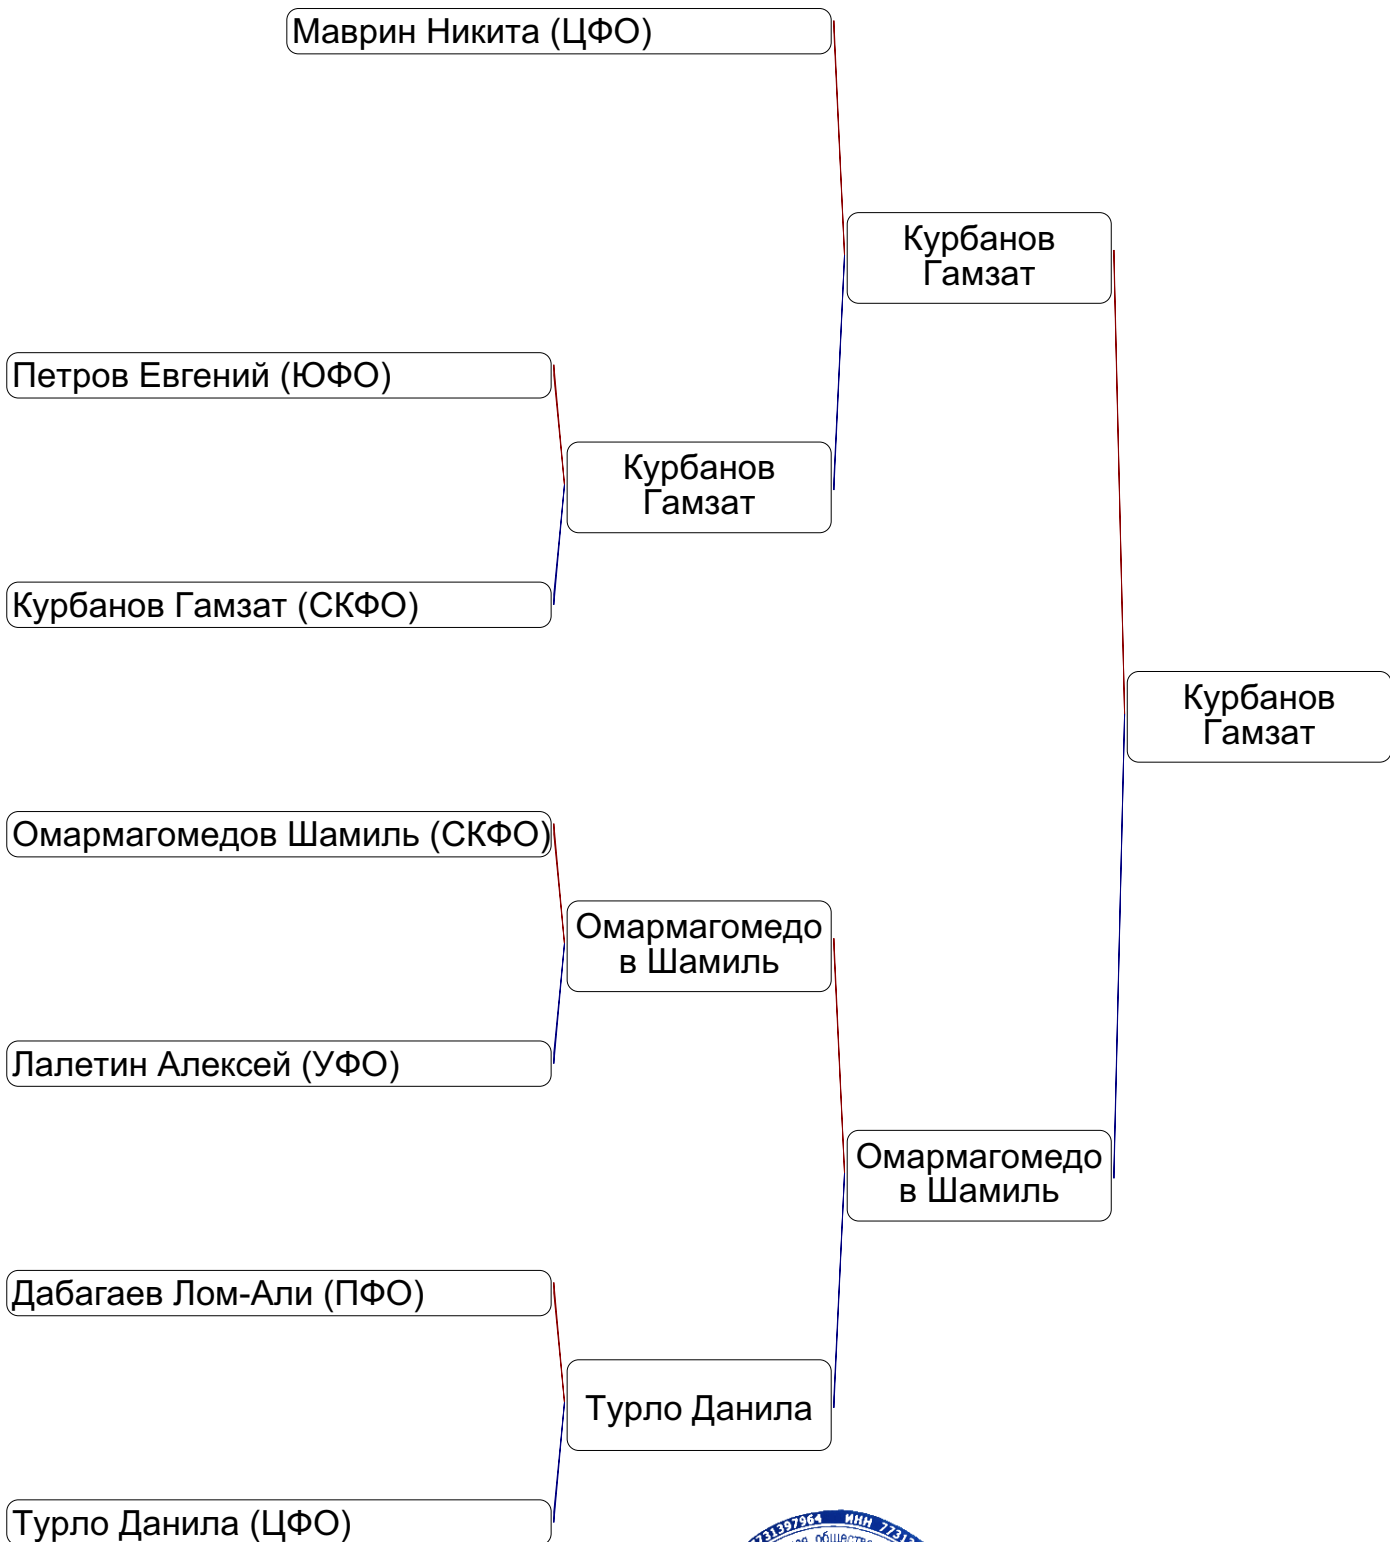 Маврин Никита (ЦФО)
Курбанов
Гамзат
Петров Евгений (ЮФО)
Курбанов
Гамзат
Курбанов Гамзат (СКФО)
Курбанов
Гамзат
Омармагомедов Шамиль (СКФО)
Омармагомедо
в Шамиль
Лалетин Алексей (УФО)
Омармагомедо
в Шамиль
Дабагаев Лом-Али (ПФО)
Турло Данила
Турло Данила (ЦФО)